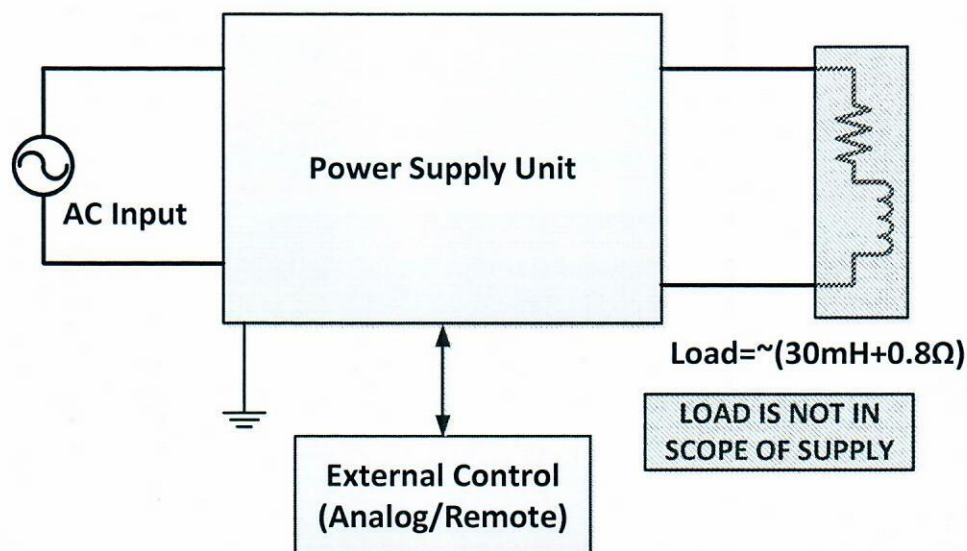 Power Supply Unit
AC Input
Load=~(30mH+0.8Ω)
LOAD IS NOT IN
SCOPE OF SUPPLY
External Control
(Analog/Remote)